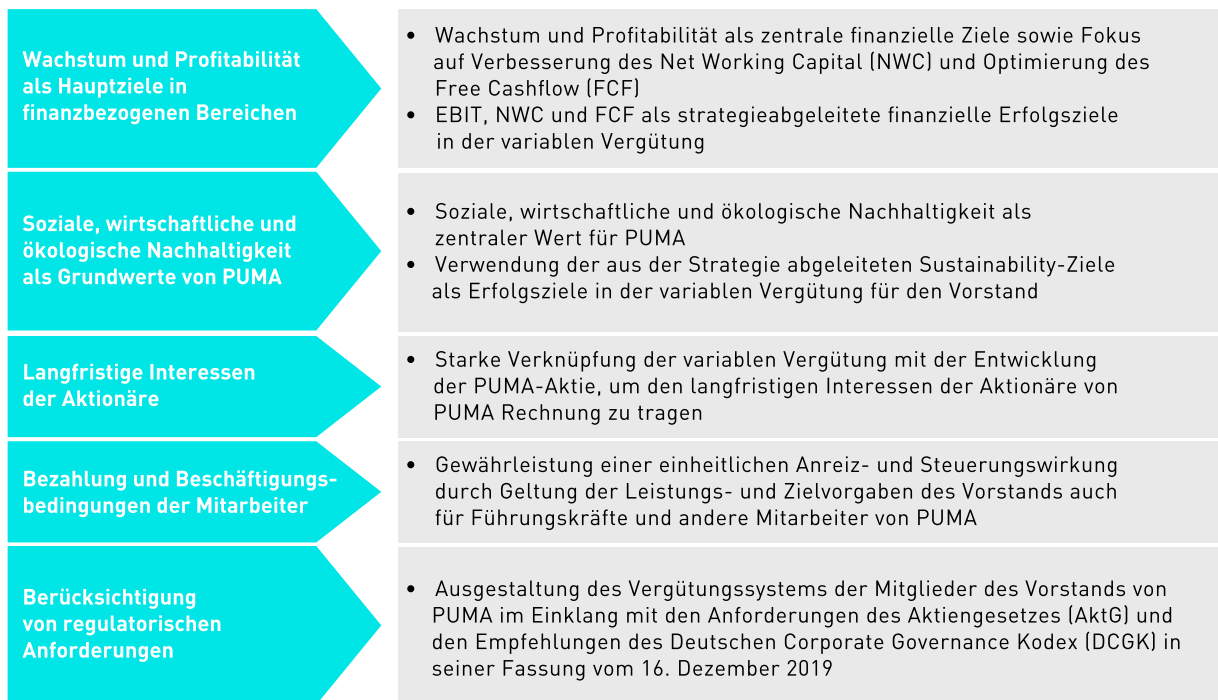 Wachstum und Profitabilität
als Hauptziele in
finanzbezogenen Bereichen
• Wachstum und Profitabilität als zentrale finanzielle Ziele sowie Fokus
auf Verbesserung des Net Working Capital (NWC) und Optimierung des
Free Cashflow (FCF)
• EBIT, NWC und FCF als strategieabgeleitete finanzielle Erfolgsziele
in der variablen Vergütung
Soziale, wirtschaftliche und
ökologische Nachhaltigkeit
als Grundwerte von PUMA
• Soziale, wirtschaftliche und ökologische Nachhaltigkeit als
zentraler Wert für PUMA
• Verwendung der aus der Strategie abgeleiteten Sustainability-Ziele
als Erfolgsziele in der variablen Vergütung für den Vorstand
Langfristige Interessen
der Aktionäre
• Starke Verknüpfung der variablen Vergütung mit der Entwicklung
der PUMA-Aktie, um den langfristigen Interessen der Aktionäre von
PUMA Rechnung zu tragen
Bezahlung und Beschäftigungs-
bedingungen der Mitarbeiter
• Gewährleistung einer einheitlichen Anreiz- und Steuerungswirkung
durch Geltung der Leistungs- und Zielvorgaben des Vorstands auch
für Führungskräfte und andere Mitarbeiter von PUMA
Berücksichtigung
von regulatorischen
Anforderungen
• Ausgestaltung des Vergütungssystems der Mitglieder des Vorstands von
PUMA im Einklang mit den Anforderungen des Aktiengesetzes (AktG) und
den Empfehlungen des Deutschen Corporate Governance Kodex (DCGK) in
seiner Fassung vom 16. Dezember 2019